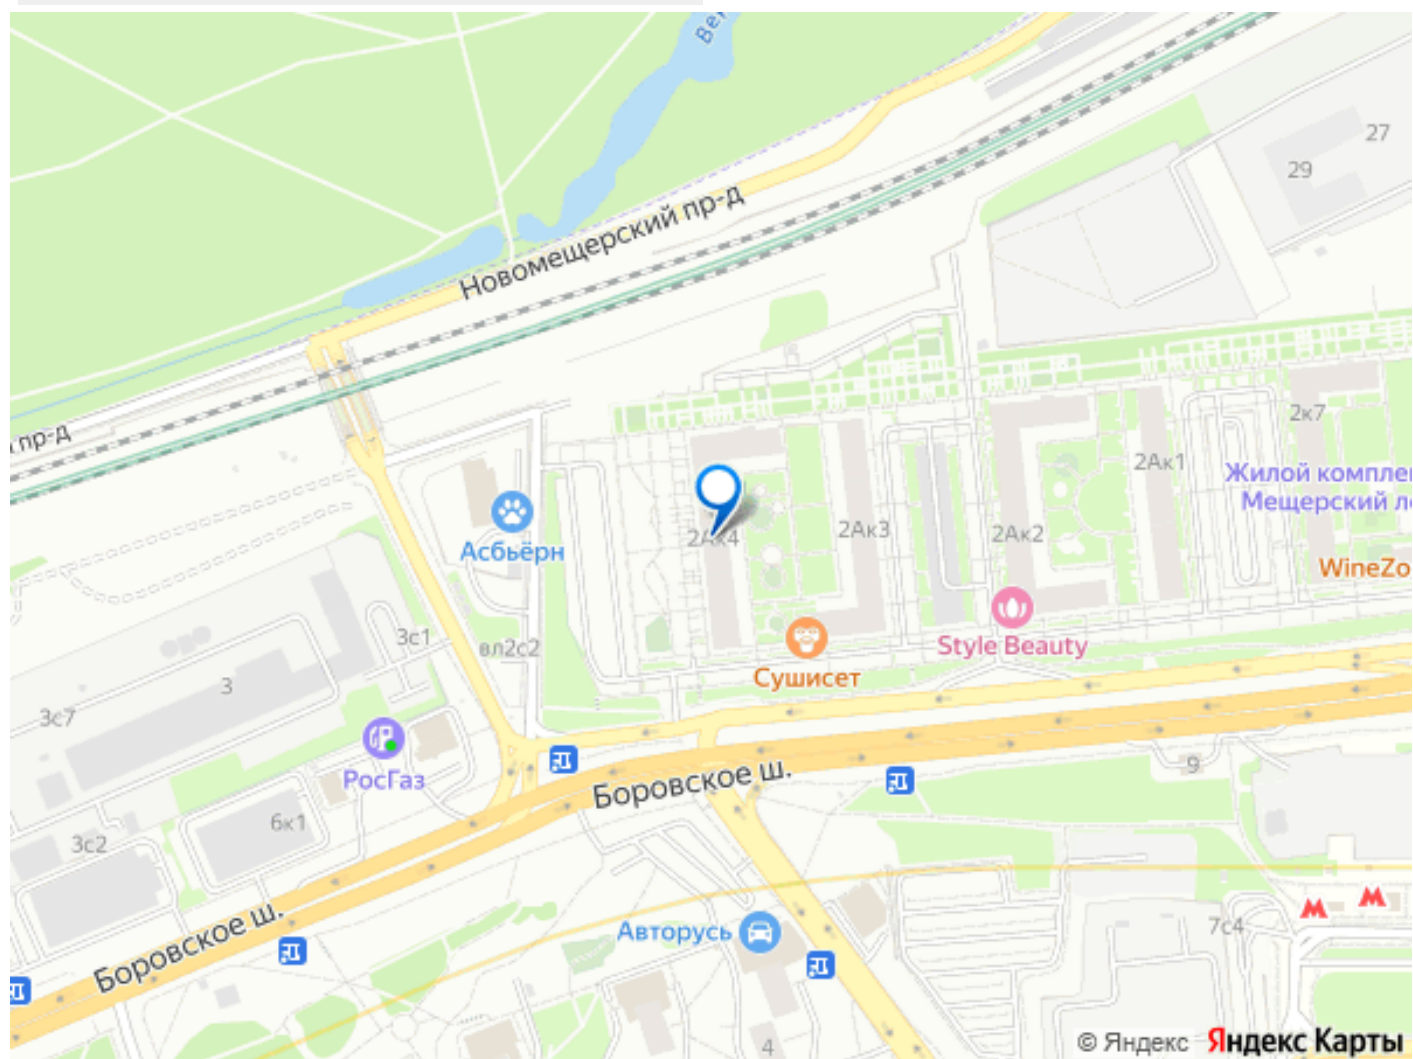 Новомещерский пр-д
27
29
пр-д
2к7
2Ак1
Жилой комплек
Мещерский ле
Асбьёрн
2Ак4
2Ак3
2Ак2
WineZo
3с1
вл2с2
Style Beauty
Сушисет
3
3с7
РосГаз
Боровское ш.
9
6к1
3с2
Боровское ш.
Авторусь
7с4
4
© Яндекс Яндекс Карты